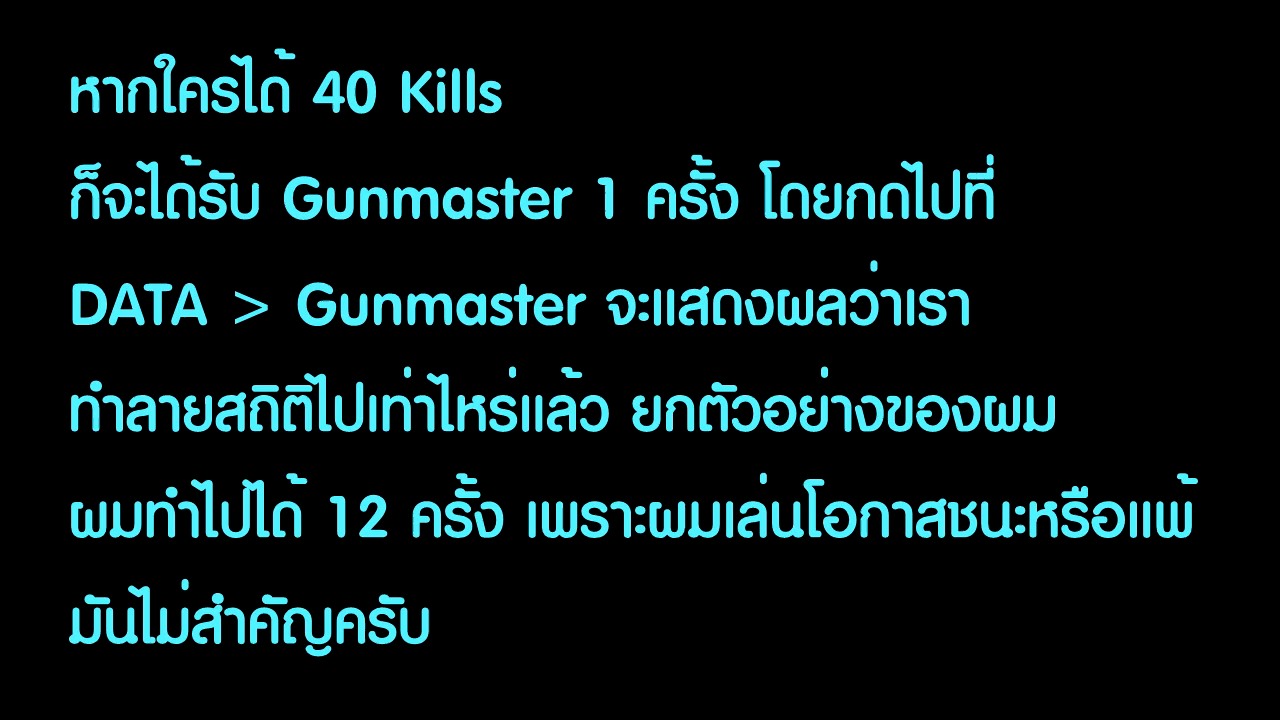 หากใครได้ 40 Kills
ก็จะได้รับ Gunmaster 1 ครั้ง โดยกดไปที่
DATA > Gunmaster จะแสดงผลว่าเรา
ทำลายสถิติไปเท่าไหร่แล้ว ยกตัวอย่างของผม
ผมทำไปได้ 12 ครั้ง เพราะผมเล่นโอกาสชนะหรือแพ้
มันไม่สำคัญครับ